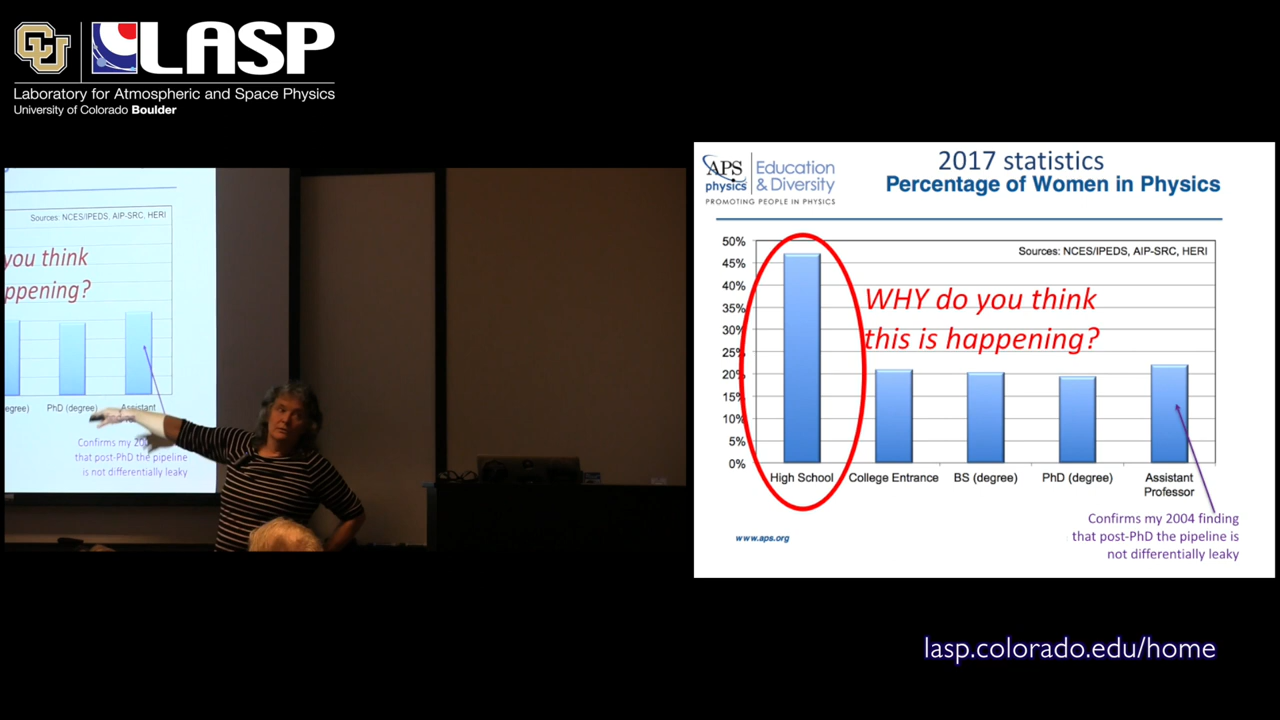 CU
LASP
Laboratory for Atmospheric and Space Physics
University of Colorado Boulder
Sources: NCES/IPEDS, AIP-SRC, HERI
you think
ppening?
egree)
PhD (degree)
Assistant
Confirms my 20
that post-PhD the pipeline
is not differentially leaky
APS
physics
Education
& Diversity
PROMOTING PEOPLE IN PHYSICS
2017 statistics
Percentage of Women in Physics
Sources: NCES/IPEDS, AIP-SRC, HERI
50%
45%
40%
35%
30%
25%
20%
15%
10%
5%
0%
WHY do you think
this is happening?
High School
College Entrance
BS (degree)
PhD (degree)
Assistant
Professor
Confirms my 2004 finding
that post-PhD the pipeline is
not differentially leaky
www.aps.org
lasp.colorado.edu/home